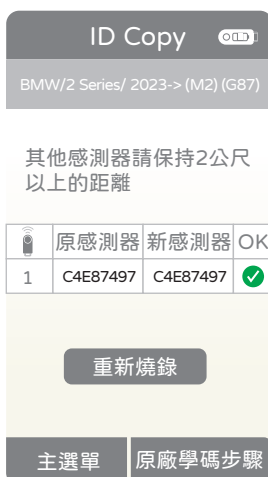 ID Copy
BMW/2 Series/ 2023-> (M2) (G87)
其他感測器請保持2公尺
以上的距離
原感測器 新感測器 OK
1 C4E87497 C4E87497
重新燒錄
主選單 原廠學碼步驟